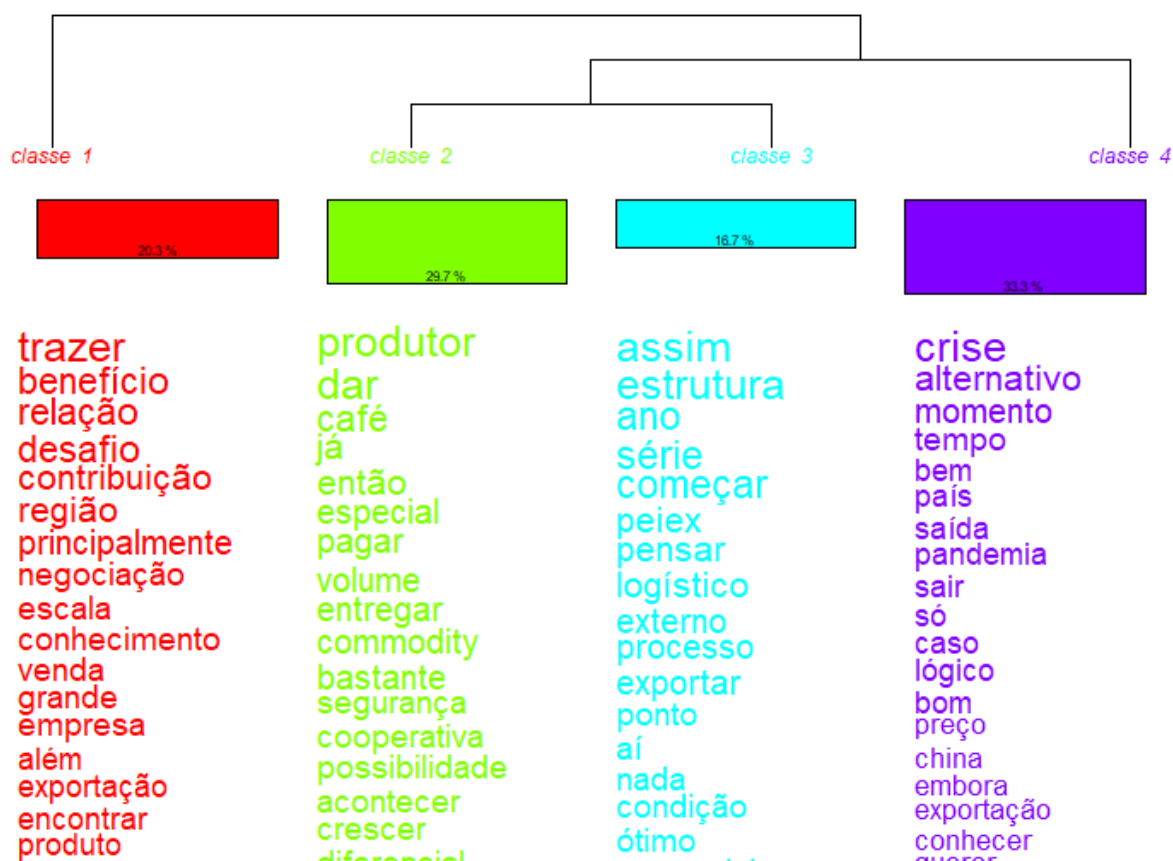 classe 1
classe 2
classe 3
classe 4
20.3 %
29.7 %
16.7 %
33.3 %
trazer
benefício
relação
desafio
contribuição
região
principalmente
negociação
escala
conhecimento
venda
grande
empresa
além
exportação
encontrar
produto
produtor
dar
café
já
então
especial
pagar
volume
entregar
commodity
bastante
segurança
cooperativa
possibilidade
acontecer
crescer
diferencial
assim
estrutura
ano
série
começar
peiex
pensar
logístico
externo
processo
exportar
ponto
aí
nada
condição
ótimo
crise
alternativo
momento
tempo
bem
país
saída
pandemia
sair
só
caso
lógico
bom
preço
china
embora
exportação
conhecer
querer